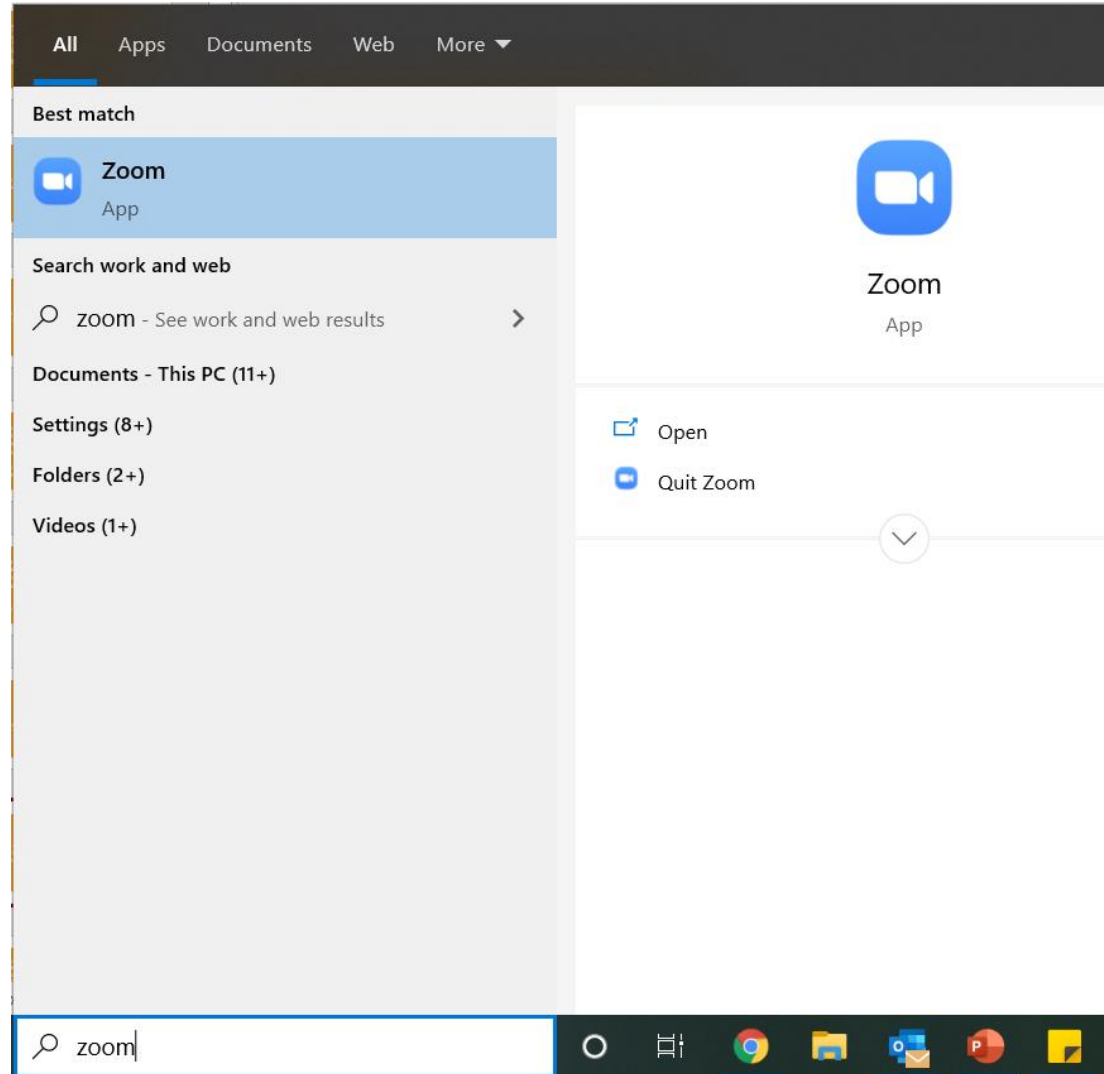 All Apps Documents Web More
Best match
Zoom
App
Search work and web
zoom - See work and web results
Documents - This PC (11+)
Settings (8+)
Folders (2+)
Videos (1+)
Zoom
App
Open
Quit Zoom
zoom